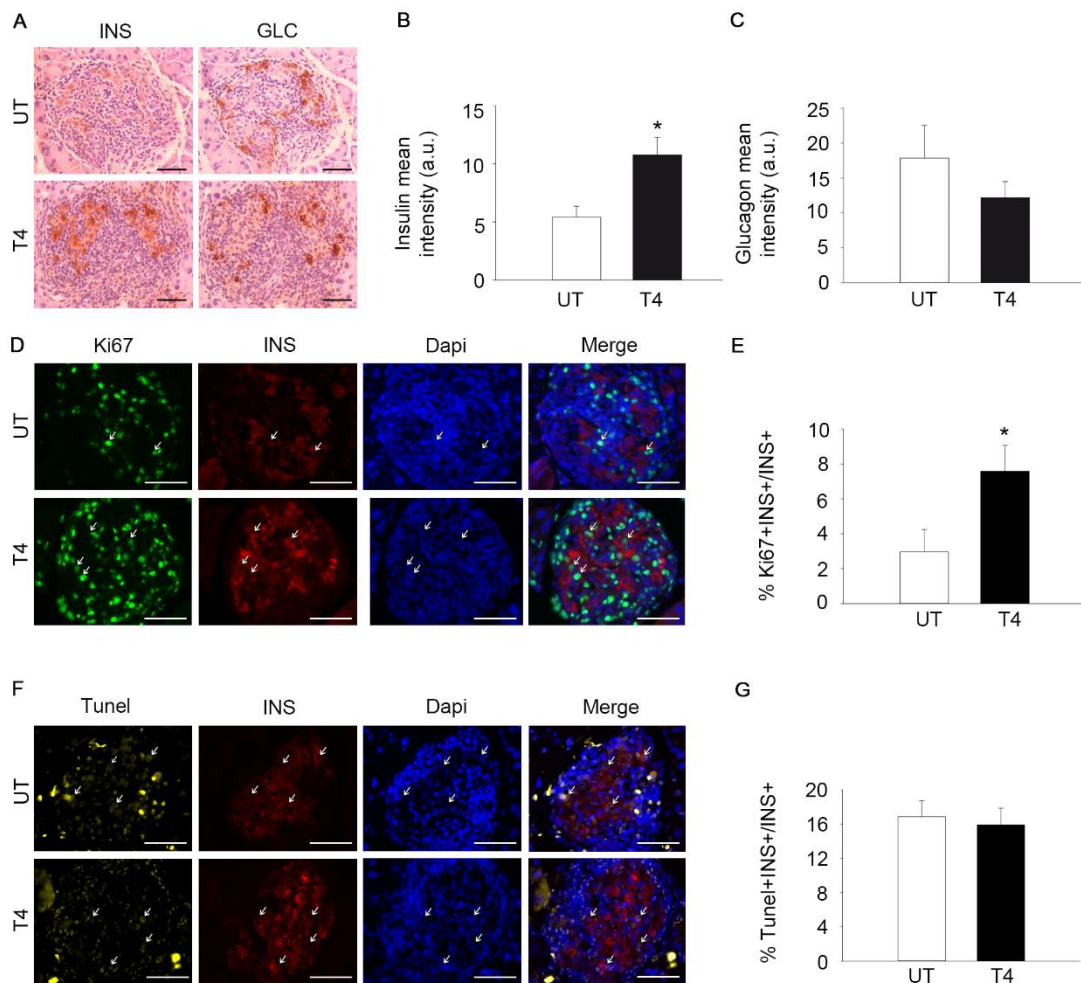 A
INS GLC
UT
T4
B
Insulin mean
intensity (a.u.)
15
10
5
0
*
UT T4
C
Glucagon mean
intensity (a.u.)
25
20
15
10
5
0
UT T4
D
Ki67 INS Dapi Merge
UT
T4
E
% Ki67+INS+/INS+
10
8
6
4
2
0
*
UT T4
F
Tunel INS Dapi Merge
UT
T4
G
% Tunel+INS+/INS+
20
16
12
8
4
0
UT T4